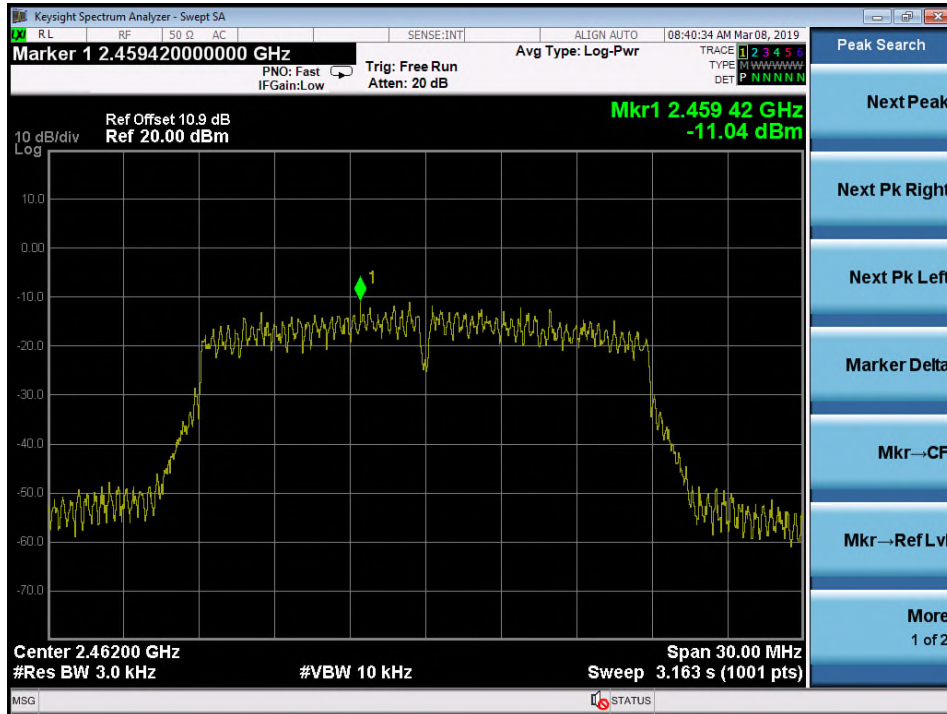 Keysight Spectrum Analyzer - Swept SA
LXI RL RF 50 Ω AC SENSE:INT ALIGN AUTO 08:40:34 AM Mar 08, 2019
Marker 1 2.459420000000 GHz
PNO: Fast
IFGain:Low
Trig: Free Run
Atten: 20 dB
Avg Type: Log-Pwr
TRACE 1 2 3 4 5 6
TYPE M WWWWW
DET P N N N N N
Mkr1 2.459 42 GHz
-11.04 dBm
Ref Offset 10.9 dB
10 dB/div Ref 20.00 dBm
Log
10.0
0.00
-10.0
-20.0
-30.0
-40.0
-50.0
-60.0
-70.0
1
Center 2.46200 GHz Span 30.00 MHz
#Res BW 3.0 kHz #VBW 10 kHz Sweep 3.163 s (1001 pts)
MSG STATUS
Peak Search
Next Peak
Next Pk Right
Next Pk Left
Marker Delta
Mkr→CF
Mkr→Ref Lvl
More
1 of 2